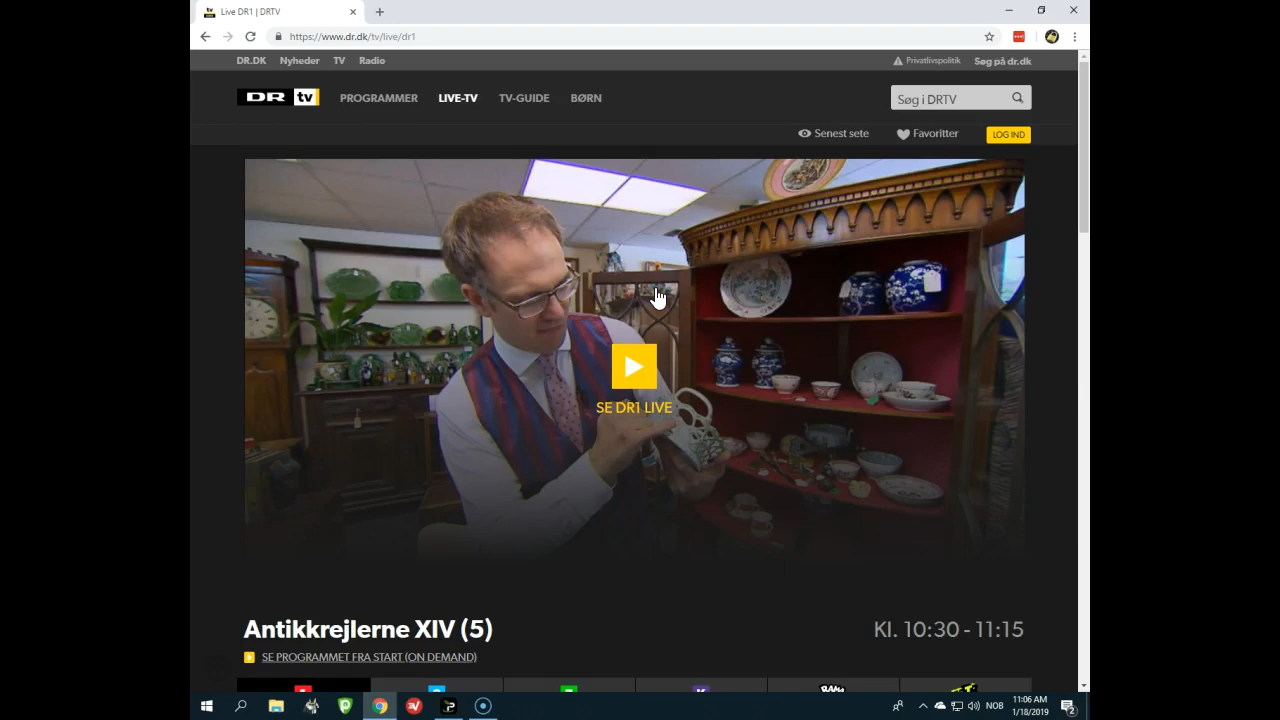 Live DR1 | DRTV
https://www.dr.dk/tv/live/dr1
DR.DK Nyheder TV Radio Privatlivspolitik Søg på dr.dk
DR tv PROGRAMMER LIVE-TV TV-GUIDE BØRN Søg i DRTV
Senest sete Favoritter LOG IND
SE DR1 LIVE
Antikkrejlerne XIV (5) Kl. 10:30 - 11:15
SE PROGRAMMET FRA START (ON DEMAND)
11:06 AM
NOB
1/18/2019
2